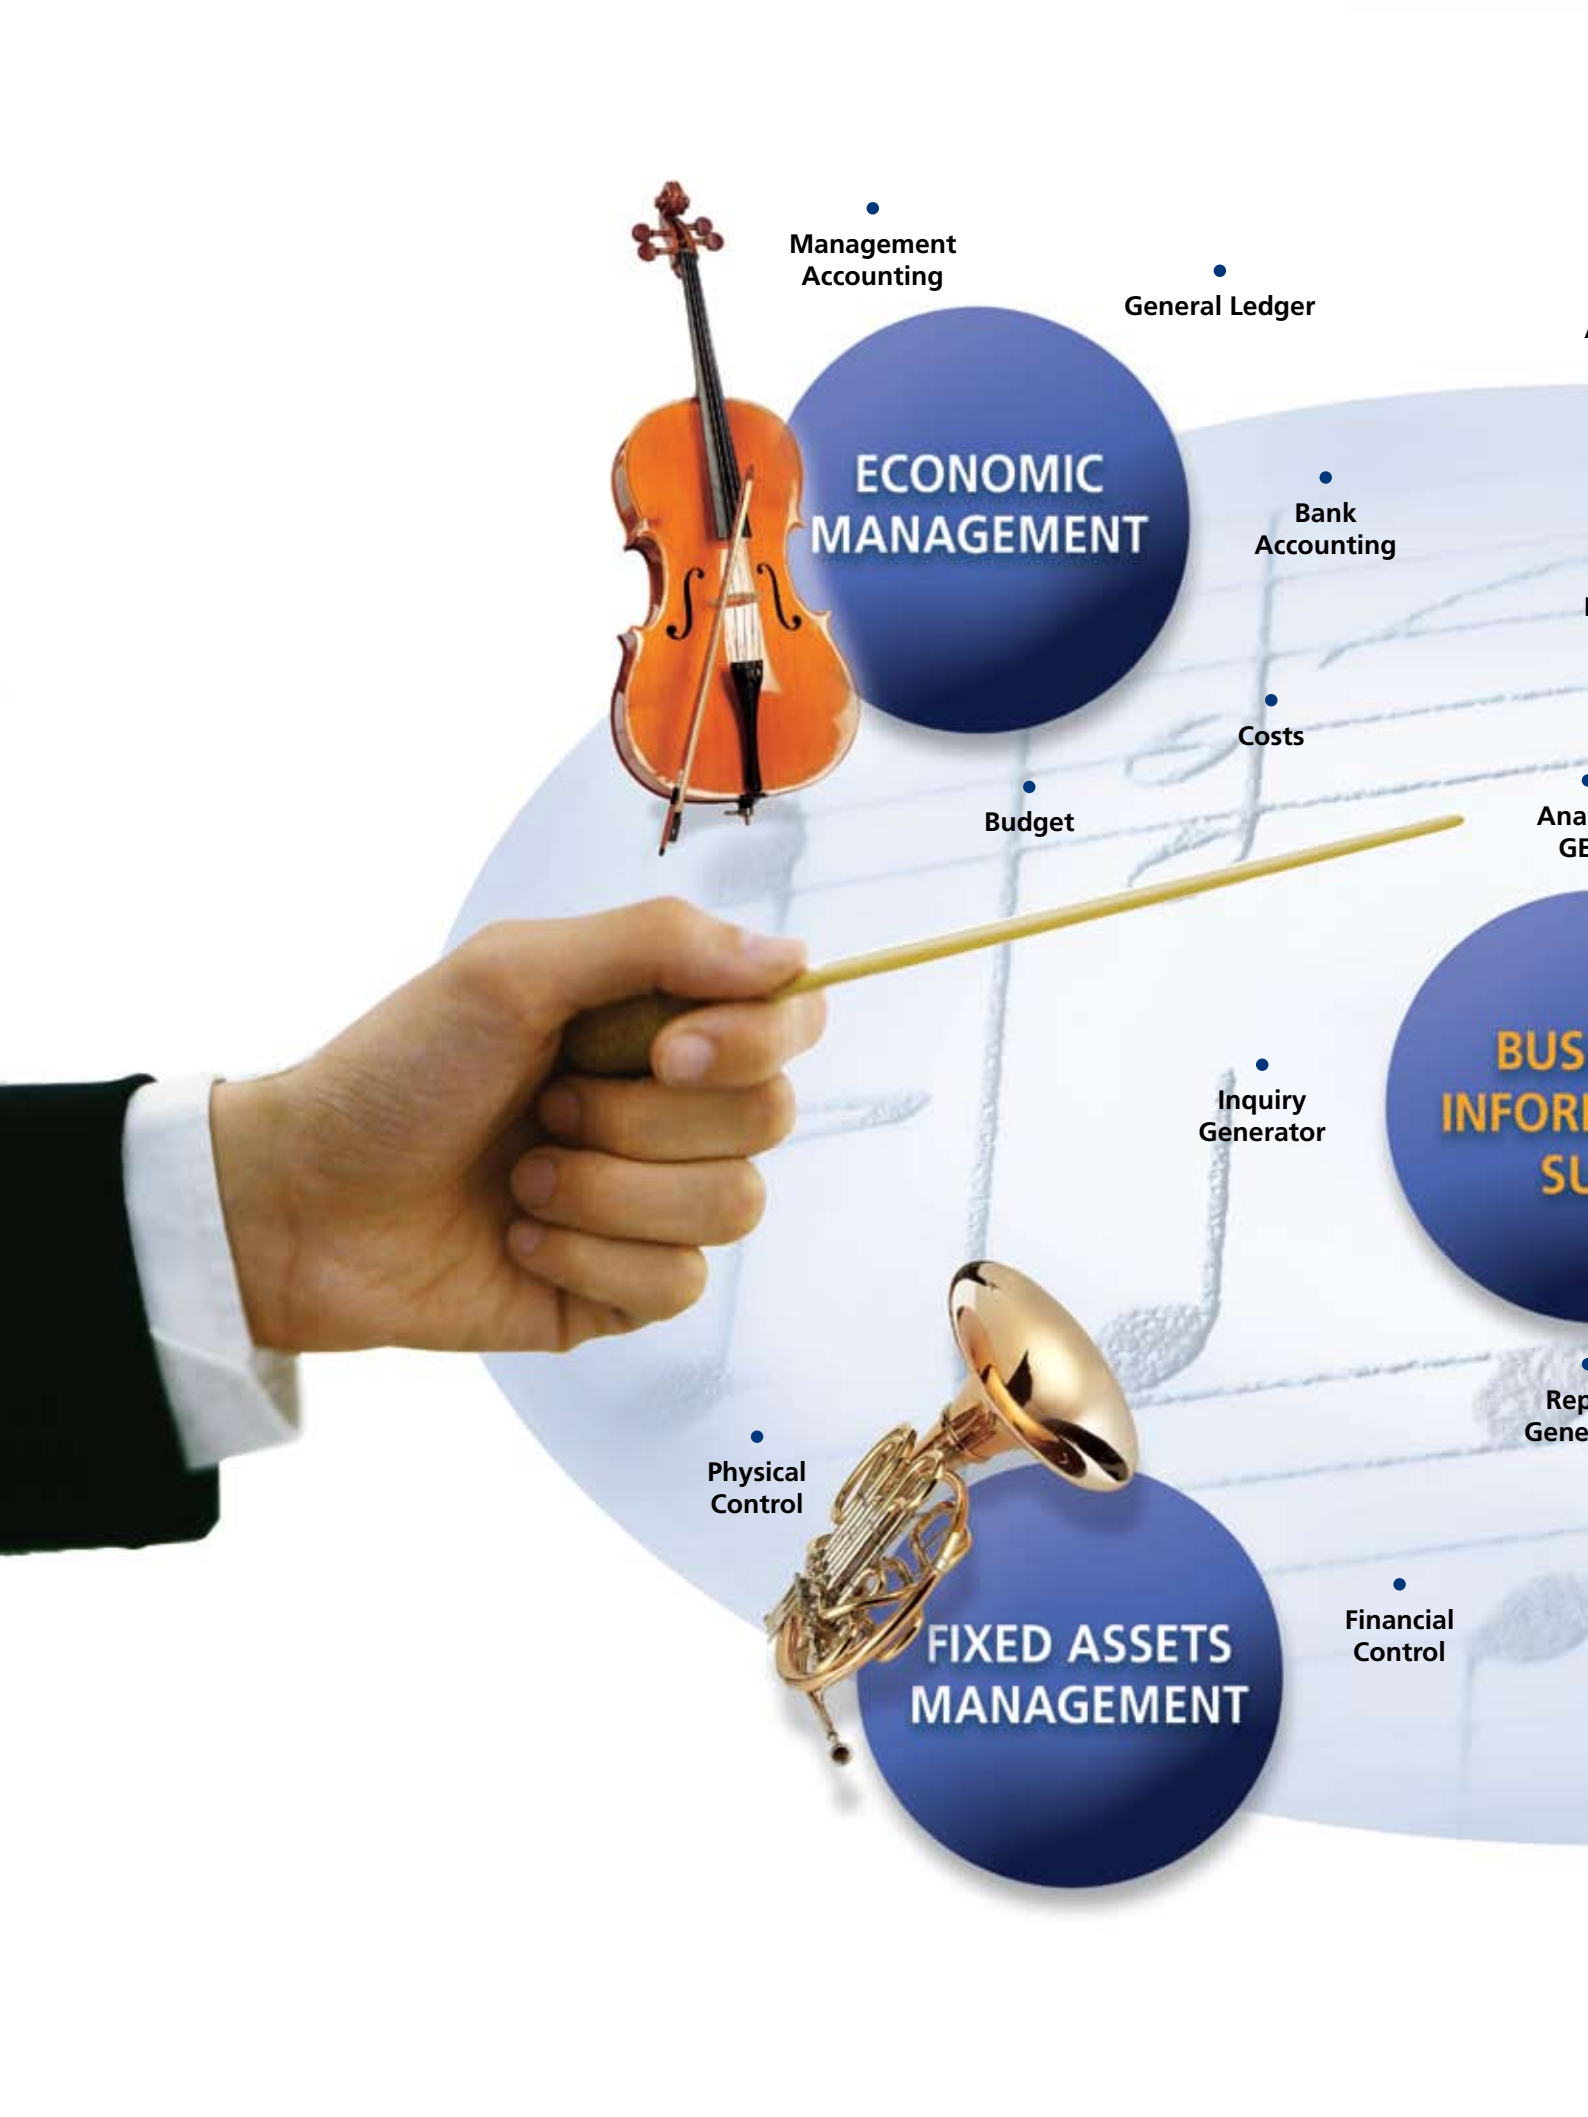 Management
Accounting
General Ledger
ECONOMIC
MANAGEMENT
Bank
Accounting
Costs
Budget
Inquiry
Generator
Physical
Control
FIXED ASSETS
MANAGEMENT
Financial
Control